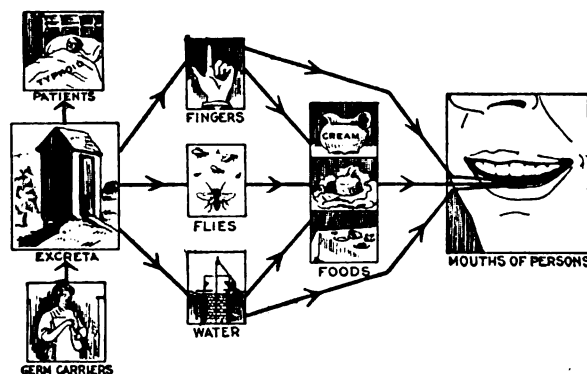 TYPHOID
PATIENTS
FINGERS
CREAM
EXCRETA
FLIES
FOODS
MOUTHS OF PERSONS
WATER
GERM CARRIERS